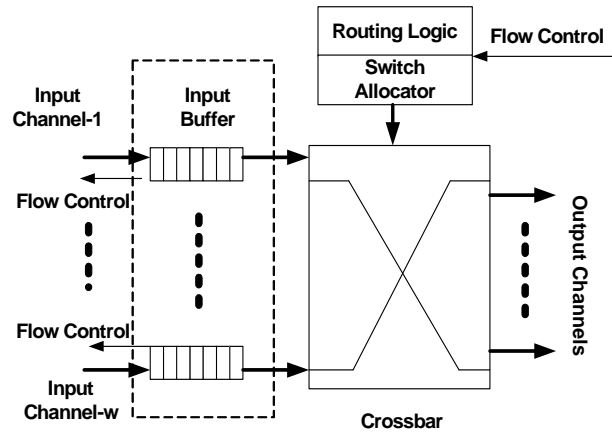 Routing Logic
Switch
Allocator
Flow Control
Input
Channel-1
Input
Buffer
Flow Control
Flow Control
Input
Channel-w
Output Channels
Crossbar